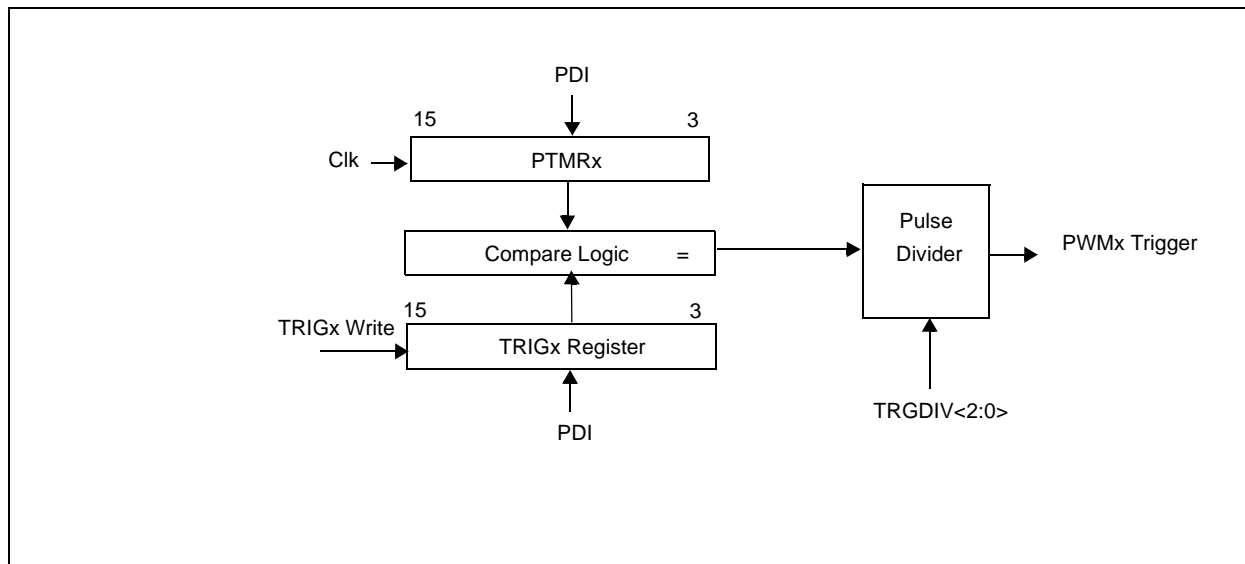 PDI
15 3
Clk PTMRx
Compare Logic =
Pulse
Divider
PWMx Trigger
15 3
TRIGx Write
TRIGx Register
TRGDIV<2:0>
PDI